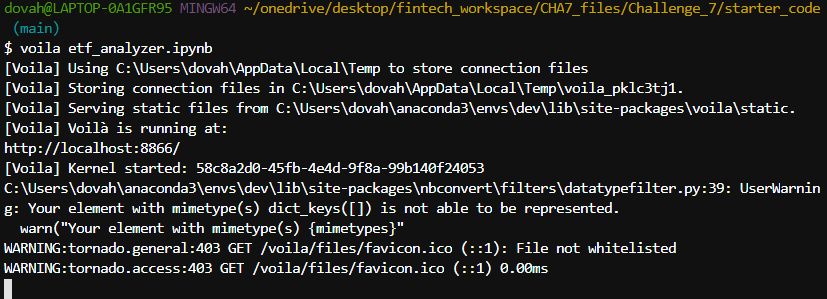 dovah@LAPTOP-0A1GFR95 MINGW64 ~/onedrive/desktop/fintech_workspace/CHA7_files/Challenge_7/starter_code
(main)
$ voila etf_analyzer.ipynb
[Voila] Using C:\Users\dovah\AppData\Local\Temp to store connection files
[Voila] Storing connection files in C:\Users\dovah\AppData\Local\Temp\voila_pklc3tj1.
[Voila] Serving static files from C:\Users\dovah\anaconda3\envs\dev\lib\site-packages\voila\static.
[Voila] Voilà is running at:
http://localhost:8866/
[Voila] Kernel started: 58c8a2d0-45fb-4e4d-9f8a-99b140f24053
C:\Users\dovah\anaconda3\envs\dev\lib\site-packages\nbconvert\filters\datatypefilter.py:39: UserWarnin
g: Your element with mimetype(s) dict_keys([]) is not able to be represented.
  warn("Your element with mimetype(s) {mimetypes}"
WARNING:tornado.general:403 GET /voila/files/favicon.ico (::1): File not whitelisted
WARNING:tornado.access:403 GET /voila/files/favicon.ico (::1) 0.00ms